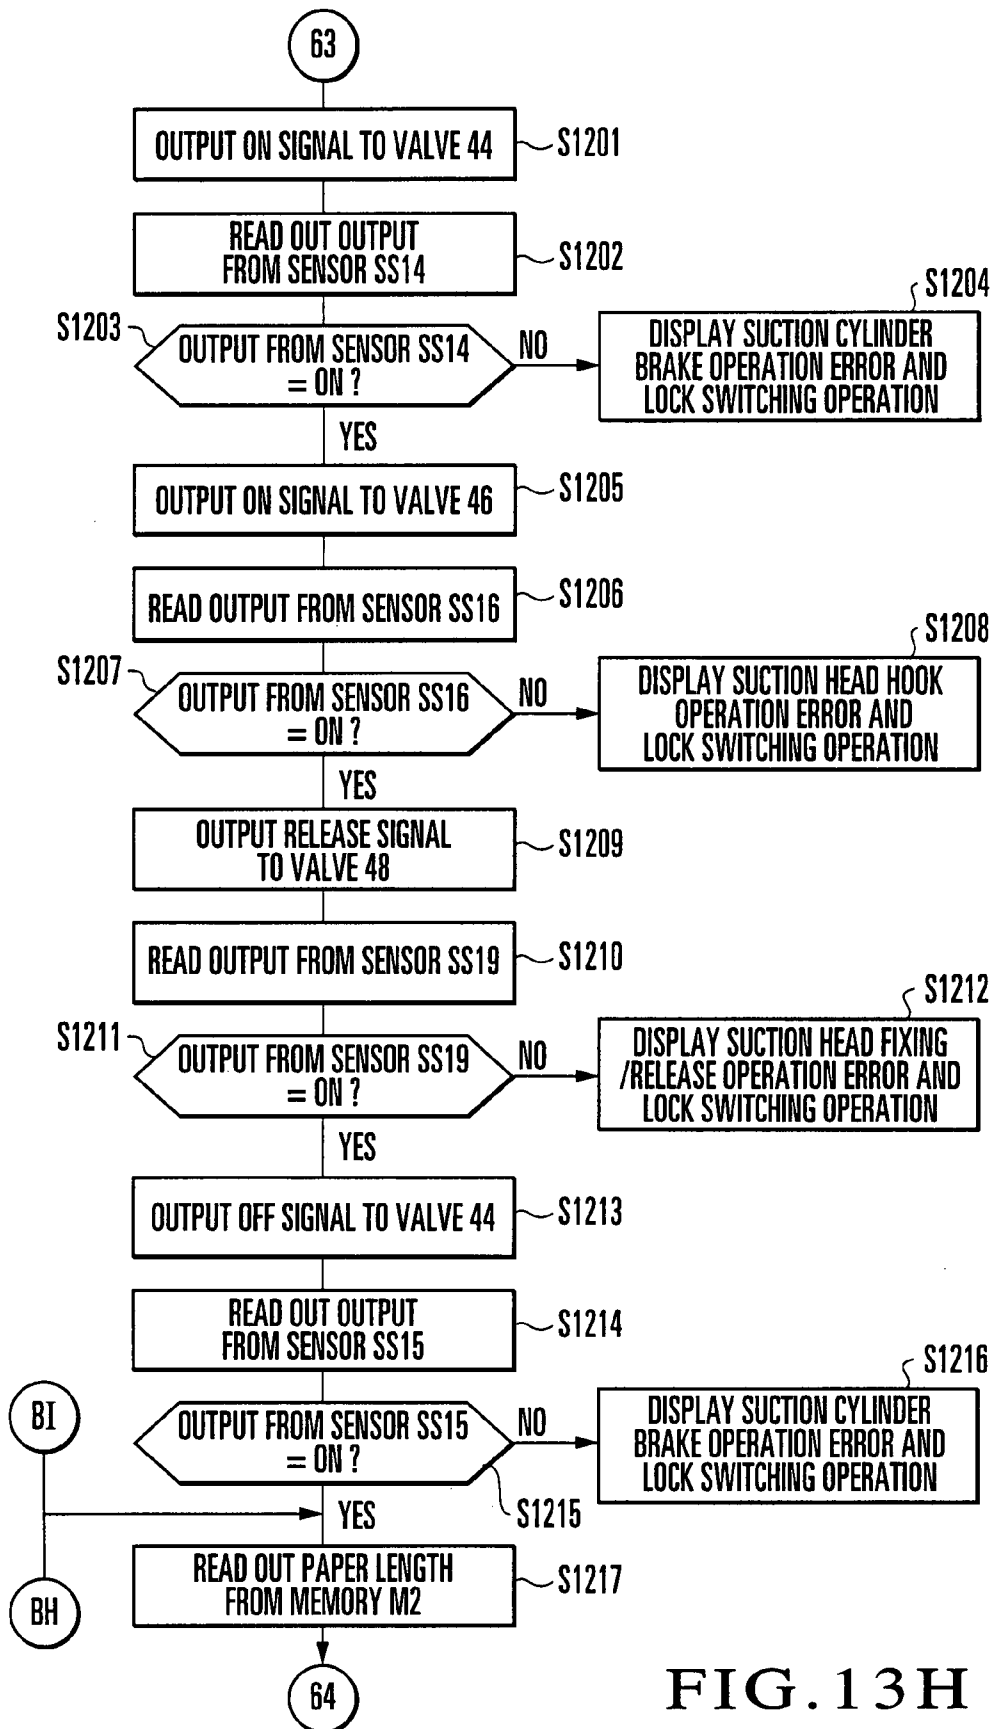 63
OUTPUT ON SIGNAL TO VALVE 44
S1201
READ OUT OUTPUT
FROM SENSOR SS14
S1202
S1203
OUTPUT FROM SENSOR SS14
= ON ?
NO
S1204
DISPLAY SUCTION CYLINDER
BRAKE OPERATION ERROR AND
LOCK SWITCHING OPERATION
YES
OUTPUT ON SIGNAL TO VALVE 46
S1205
READ OUTPUT FROM SENSOR SS16
S1206
S1207
OUTPUT FROM SENSOR SS16
= ON ?
NO
S1208
DISPLAY SUCTION HEAD HOOK
OPERATION ERROR AND
LOCK SWITCHING OPERATION
YES
OUTPUT RELEASE SIGNAL
TO VALVE 48
S1209
READ OUTPUT FROM SENSOR SS19
S1210
S1211
OUTPUT FROM SENSOR SS19
= ON ?
NO
S1212
DISPLAY SUCTION HEAD FIXING
/RELEASE OPERATION ERROR AND
LOCK SWITCHING OPERATION
YES
OUTPUT OFF SIGNAL TO VALVE 44
S1213
READ OUT OUTPUT
FROM SENSOR SS15
S1214
OUTPUT FROM SENSOR SS15
= ON ?
NO
S1215
S1216
DISPLAY SUCTION CYLINDER
BRAKE OPERATION ERROR AND
LOCK SWITCHING OPERATION
BI
YES
BH
READ OUT PAPER LENGTH
FROM MEMORY M2
S1217
64
FIG.13H